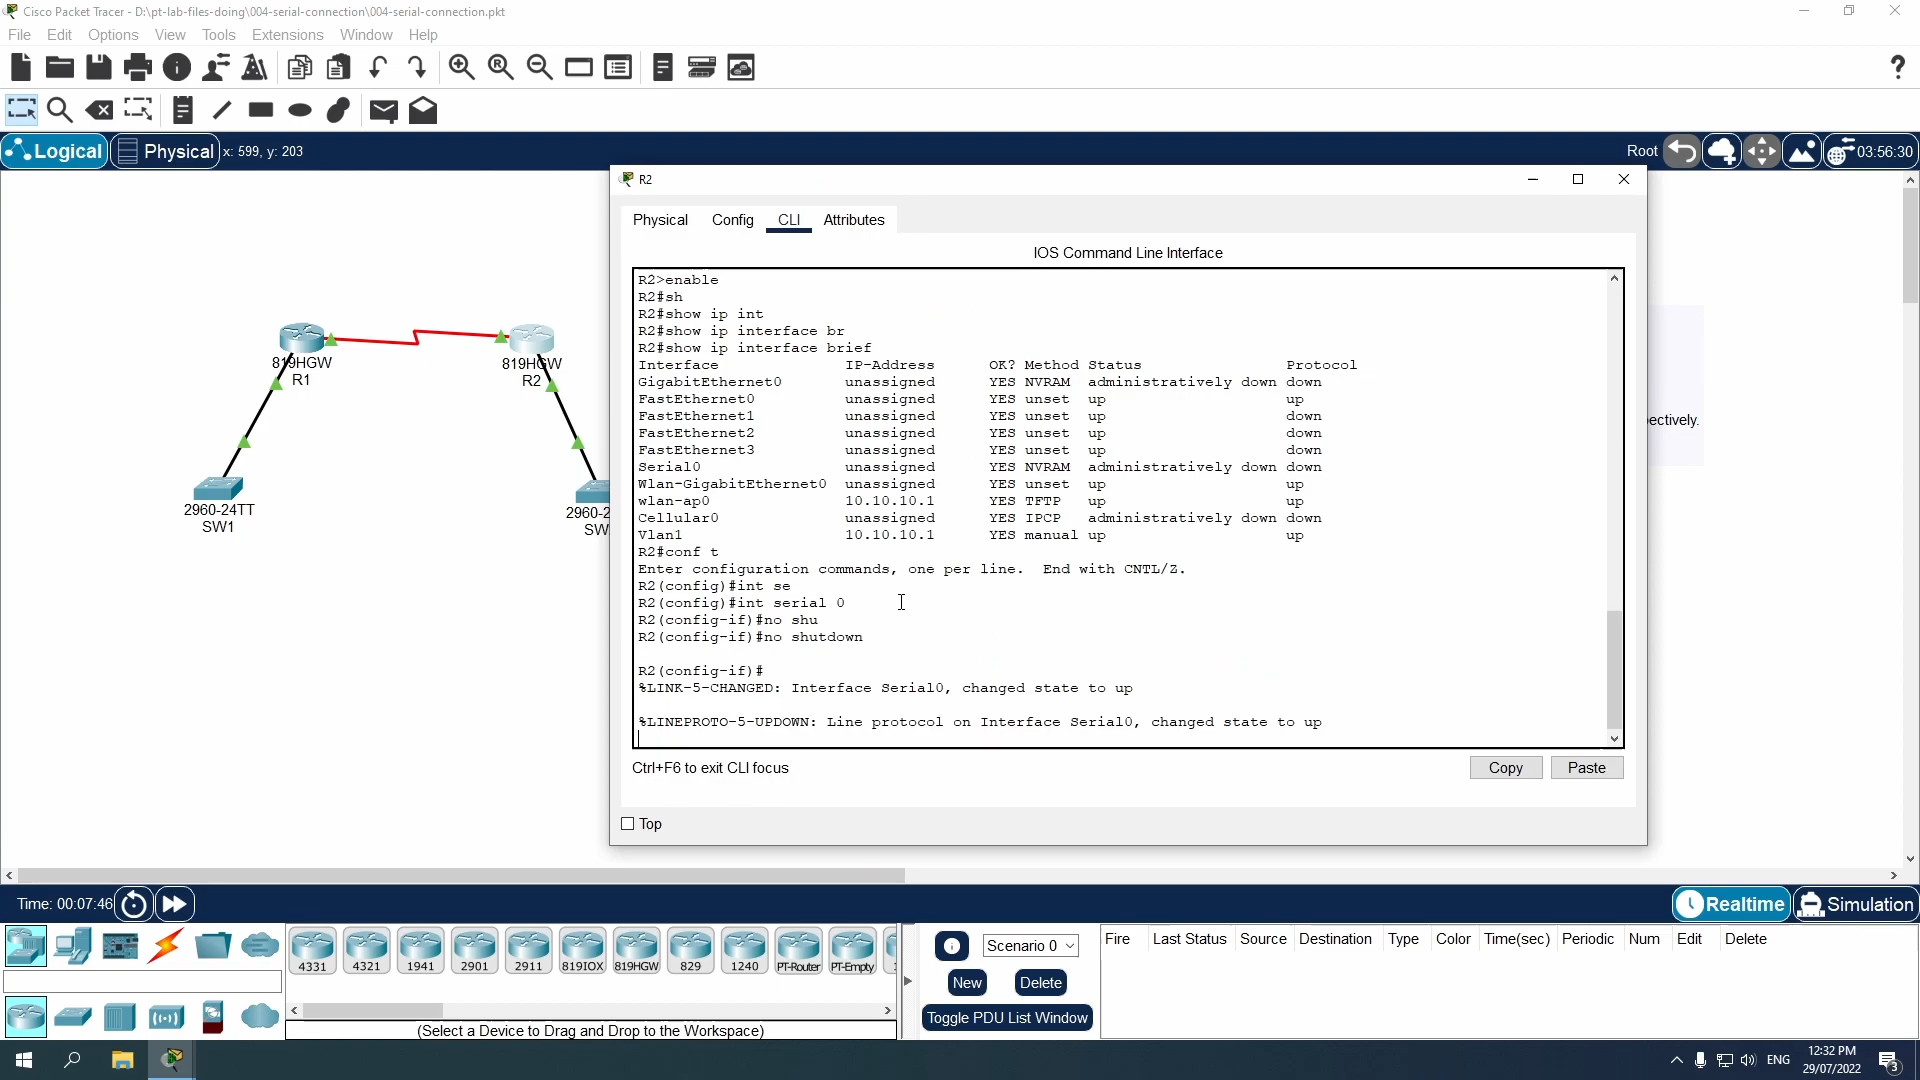 Cisco Packet Tracer - D:\pt-lab-files-doing\004-serial-connection\004-serial-connection.pkt
File Edit Options View Tools Extensions Window Help
Logical Physical x: 599, y: 203 Root 03:56:30
R2
Physical Config CLI Attributes
IOS Command Line Interface
R2>enable
R2#sh
R2#show ip int
R2#show ip interface br
R2#show ip interface brief
Interface IP-Address OK? Method Status Protocol
GigabitEthernet0 unassigned YES NVRAM administratively down down
FastEthernet0 unassigned YES unset up up
FastEthernet1 unassigned YES unset up down
FastEthernet2 unassigned YES unset up down
FastEthernet3 unassigned YES unset up down
Serial0 unassigned YES NVRAM administratively down down
Wlan-GigabitEthernet0 unassigned YES unset up up
wlan-ap0 10.10.10.1 YES TFTP up up
Cellular0 unassigned YES IPCP administratively down down
Vlan1 10.10.10.1 YES manual up up
R2#conf t
Enter configuration commands, one per line. End with CNTL/Z.
R2(config)#int se
R2(config)#int serial 0
R2(config-if)#no shu
R2(config-if)#no shutdown
R2(config-if)#
%LINK-5-CHANGED: Interface Serial0, changed state to up
%LINEPROTO-5-UPDOWN: Line protocol on Interface Serial0, changed state to up
Ctrl+F6 to exit CLI focus
Copy Paste
Top
819HGW
R1
819HGW
R2
2960-24TT
SW1
2960-2
SW
ectively.
Time: 00:07:46 Realtime Simulation
4331 4321 1941 2901 2911 819IOX 819HGW 829 1240 PT-Router PT-Empty
(Select a Device to Drag and Drop to the Workspace)
Scenario 0
New Delete
Toggle PDU List Window
Fire Last Status Source Destination Type Color Time(sec) Periodic Num Edit Delete
ENG
12:32 PM
29/07/2022
3